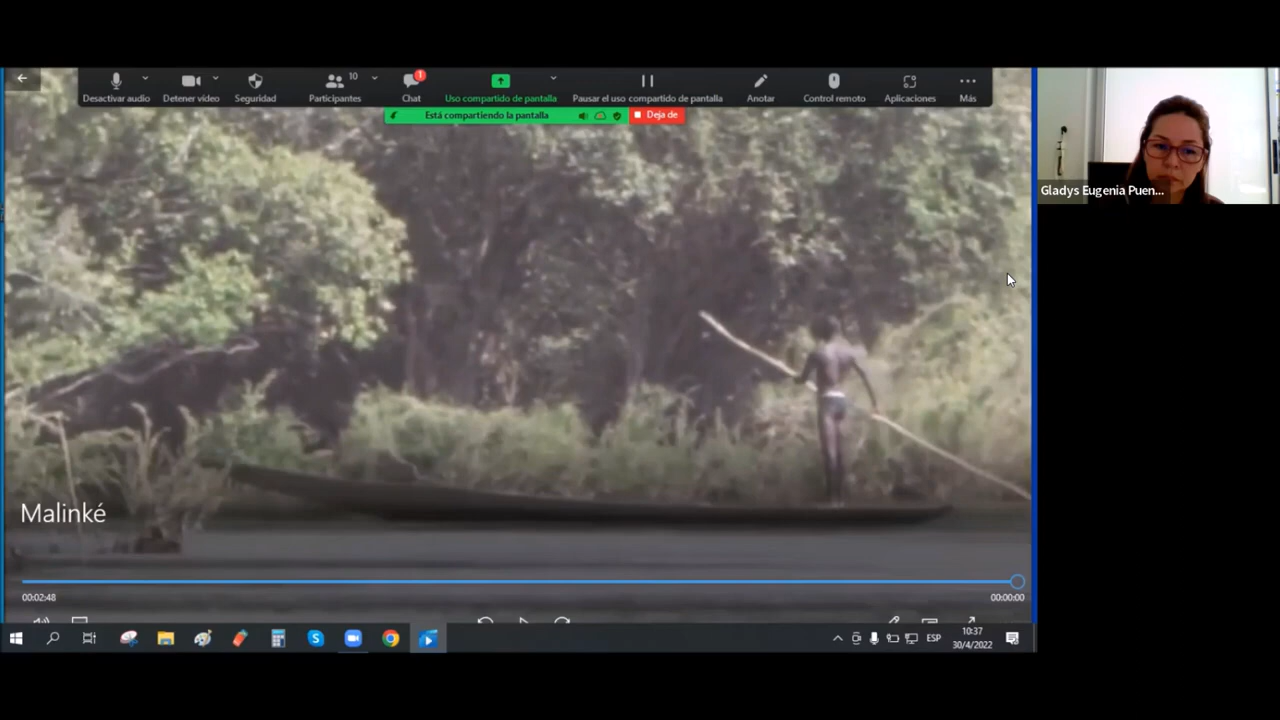 10
1
Desactivar audio
Detener vídeo
Seguridad
Participantes
Chat
Uso compartido de pantalla
Pausar el uso compartido de pantalla
Anotar
Control remoto
Aplicaciones
Más
Está compartiendo la pantalla
Deja de
Gladys Eugenia Puen...
Malinké
00:02:48
00:00:00
ESP
10:37
30/4/2022